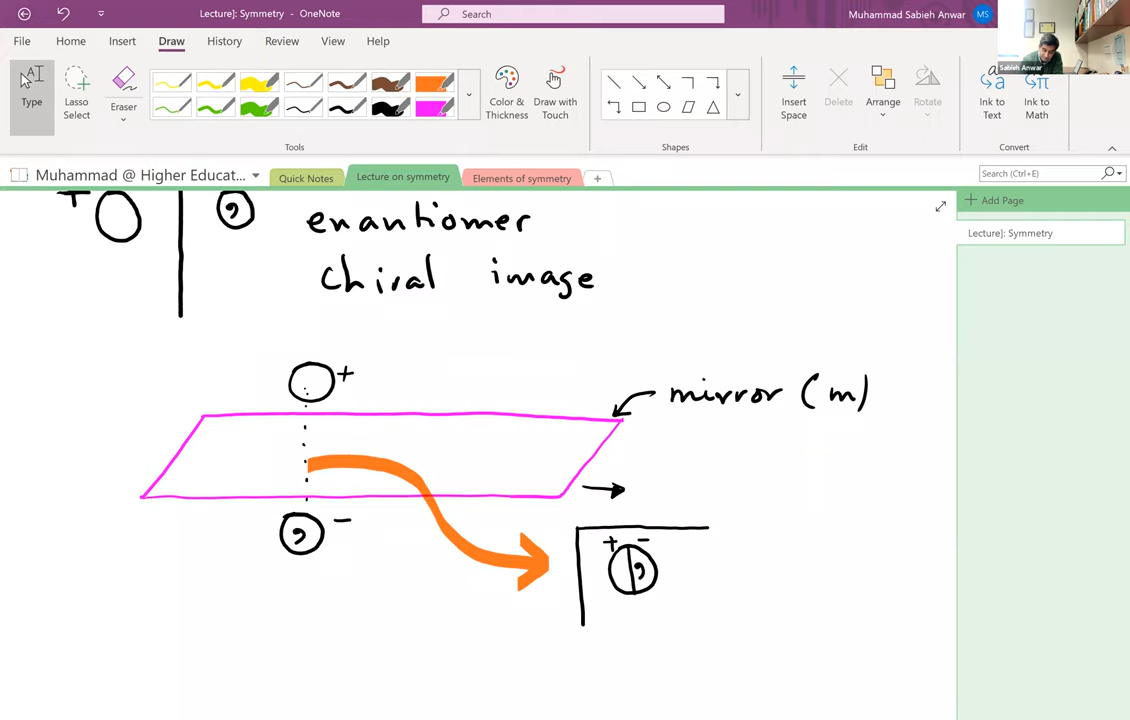 Lecture]: Symmetry - OneNote
Search
Muhammad Sabieh Anwar
MS
File
Home
Insert
Draw
History
Review
View
Help
Sabieh Anwar
Type
Lasso Select
Eraser
Color & Thickness
Draw with Touch
Insert Space
Delete
Arrange
Rotate
Ink to Text
Ink to Math
Tools
Shapes
Edit
Convert
Muhammad @ Higher Educat...
Quick Notes
Lecture on symmetry
Elements of symmetry
Search (Ctrl+E)
Add Page
Lecture]: Symmetry
+ ,
enantiomer
chiral image
+
mirror (m)
, -
+ -
,